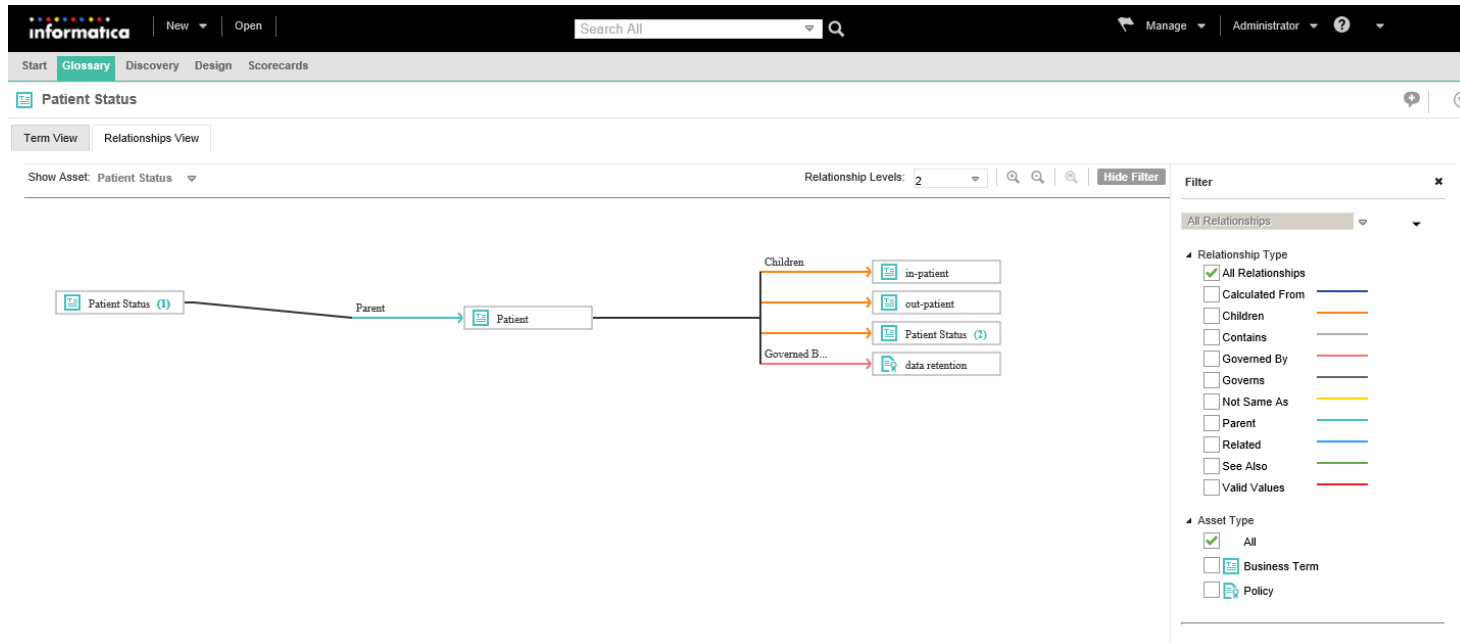 informatica New Open Search All Manage Administrator ?
Start Glossary Discovery Design Scorecards
Patient Status
Term View Relationships View
Show Asset: Patient Status Relationship Levels: 2 Hide Filter
Filter
All Relationships
Relationship Type
All Relationships
Calculated From
Children
Contains
Governed By
Governs
Not Same As
Parent
Related
See Also
Valid Values
Asset Type
All
Business Term
Policy
Patient Status (1)
Parent
Patient
Children
in-patient
out-patient
Patient Status (2)
Governed B...
data retention